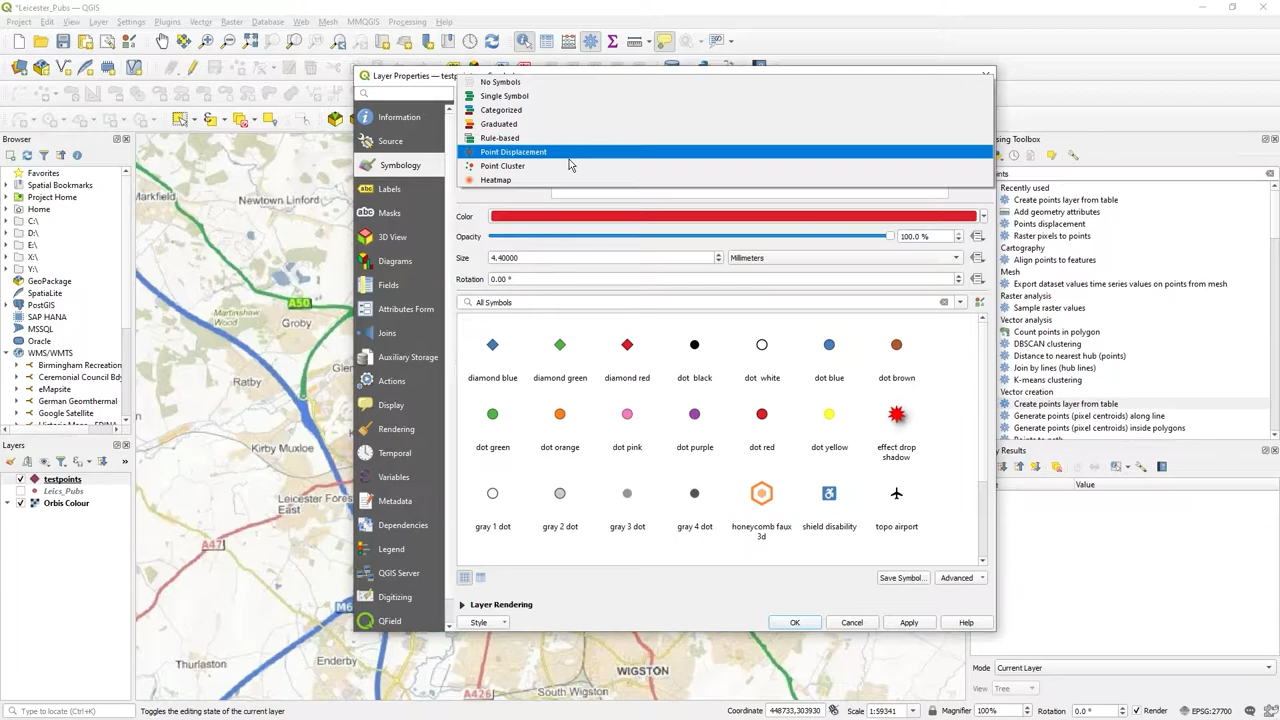 *Leicester_Pubs — QGIS
Project Edit View Layer Settings Plugins Vector Raster Database Web Mesh MMQGIS Processing Help
Layer Properties —
No Symbols
Single Symbol
Categorized
Graduated
Rule-based
Point Displacement
Point Cluster
Heatmap
Information
Source
Symbology
Labels
Masks
3D View
Diagrams
Fields
Attributes Form
Joins
Auxiliary Storage
Actions
Display
Rendering
Temporal
Variables
Metadata
Dependencies
Legend
QGIS Server
Digitizing
QField
Color
Opacity 100.0 %
Size 4.40000 Millimeters
Rotation 0.00 °
All Symbols
diamond blue diamond green diamond red dot black dot white dot blue dot brown
dot green dot orange dot pink dot purple dot red dot yellow effect drop
shadow
gray 1 dot gray 2 dot gray 3 dot gray 4 dot honeycomb faux shield disability topo airport
3d
Save Symbol... Advanced
Layer Rendering
Style OK Cancel Apply Help
Browser
Favorites
Spatial Bookmarks
Project Home
Home
C:\
D:\
E:\
X:\
Y:\
GeoPackage
SpatiaLite
PostGIS
SAP HANA
MSSQL
Oracle
WMS/WMTS
Birmingham Recreation
Ceremonial Council Bd
eMapsite
German Geothermal
Google Satellite
Layers
testpoints
Leics_Pubs
Orbis Colour
Markfield
Newtown Linford
A50
Martinshaw
Wood
Groby
Ratby
Kirby Muxloe
Leicester Fores
East
A47
M6
Thurlaston
Enderby
WIGSTON
South Wigston
A426
sing Toolbox
oints
Recently used
Create points layer from table
Add geometry attributes
Points displacement
Raster pixels to points
Cartography
Align points to features
Mesh
Export dataset values time series values on points from mesh
Raster analysis
Sample raster values
Vector analysis
Count points in polygon
DBSCAN clustering
Distance to nearest hub (points)
Join by lines (hub lines)
K-means clustering
Vector creation
Create points layer from table
Generate points (pixel centroids) along line
Generate points (pixel centroids) inside polygons
y Results
e Value
Mode Current Layer
View Tree
Type to locate (Ctrl+K) Toggles the editing state of the current layer Coordinate 448733,303930 Scale 1:59341 Magnifier 100% Rotation 0.0 ° Render EPSG:27700